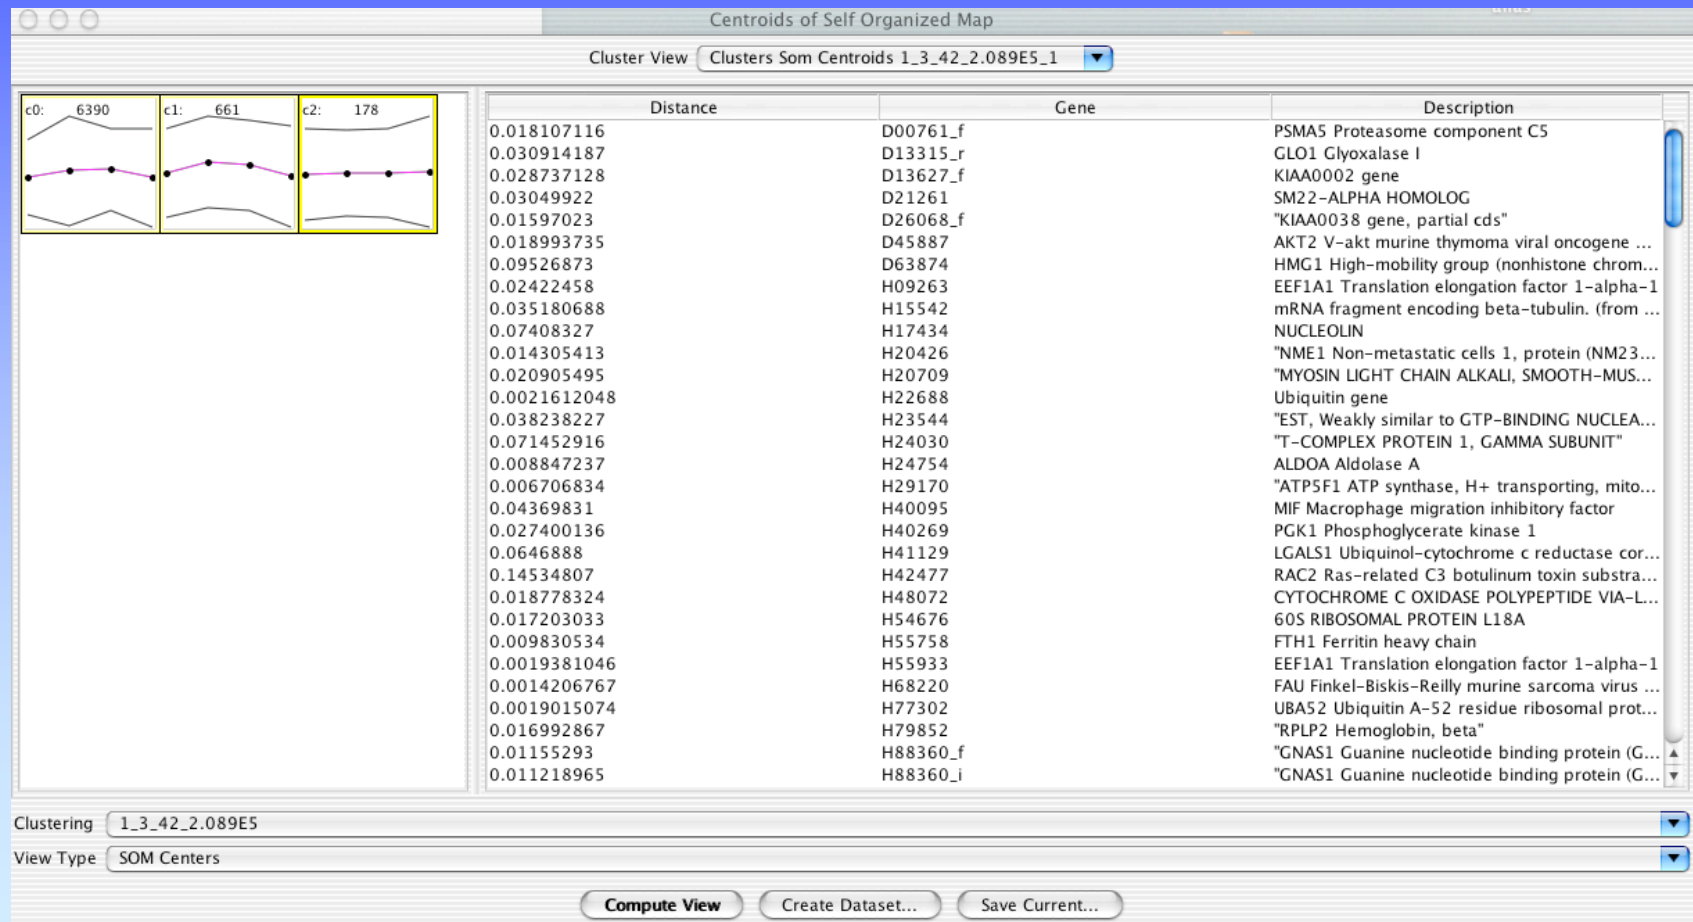 Centroids of Self Organized Map
Cluster View Clusters Som Centroids 1_3_42_2.089E5_1
c0: 6390 c1: 661 c2: 178
Distance Gene Description
0.018107116 D00761_f PSMA5 Proteasome component C5
0.030914187 D13315_r GLO1 Glyoxalase I
0.028737128 D13627_f KIAA0002 gene
0.03049922 D21261 SM22-ALPHA HOMOLOG
0.01597023 D26068_f "KIAA0038 gene, partial cds"
0.018993735 D45887 AKT2 V-akt murine thymoma viral oncogene ...
0.09526873 D63874 HMG1 High-mobility group (nonhistone chrom...
0.02422458 H09263 EEF1A1 Translation elongation factor 1-alpha-1
0.035180688 H15542 mRNA fragment encoding beta-tubulin. (from ...
0.07408327 H17434 NUCLEOLIN
0.014305413 H20426 "NME1 Non-metastatic cells 1, protein (NM23...
0.020905495 H20709 "MYOSIN LIGHT CHAIN ALKALI, SMOOTH-MUS...
0.0021612048 H22688 Ubiquitin gene
0.038238227 H23544 "EST, Weakly similar to GTP-BINDING NUCLEA...
0.071452916 H24030 "T-COMPLEX PROTEIN 1, GAMMA SUBUNIT"
0.008847237 H24754 ALDOA Aldolase A
0.006706834 H29170 "ATP5F1 ATP synthase, H+ transporting, mito...
0.04369831 H40095 MIF Macrophage migration inhibitory factor
0.027400136 H40269 PGK1 Phosphoglycerate kinase 1
0.0646888 H41129 LGALS1 Ubiquinol-cytochrome c reductase cor...
0.14534807 H42477 RAC2 Ras-related C3 botulinum toxin substra...
0.018778324 H48072 CYTOCHROME C OXIDASE POLYPEPTIDE VIA-L...
0.017203033 H54676 60S RIBOSOMAL PROTEIN L18A
0.009830534 H55758 FTH1 Ferritin heavy chain
0.0019381046 H55933 EEF1A1 Translation elongation factor 1-alpha-1
0.0014206767 H68220 FAU Finkel-Biskis-Reilly murine sarcoma virus ...
0.0019015074 H77302 UBA52 Ubiquitin A-52 residue ribosomal prot...
0.016992867 H79852 "RPLP2 Hemoglobin, beta"
0.01155293 H88360_f "GNAS1 Guanine nucleotide binding protein (G...
0.011218965 H88360_i "GNAS1 Guanine nucleotide binding protein (G...
Clustering 1_3_42_2.089E5
View Type SOM Centers
Compute View Create Dataset... Save Current...